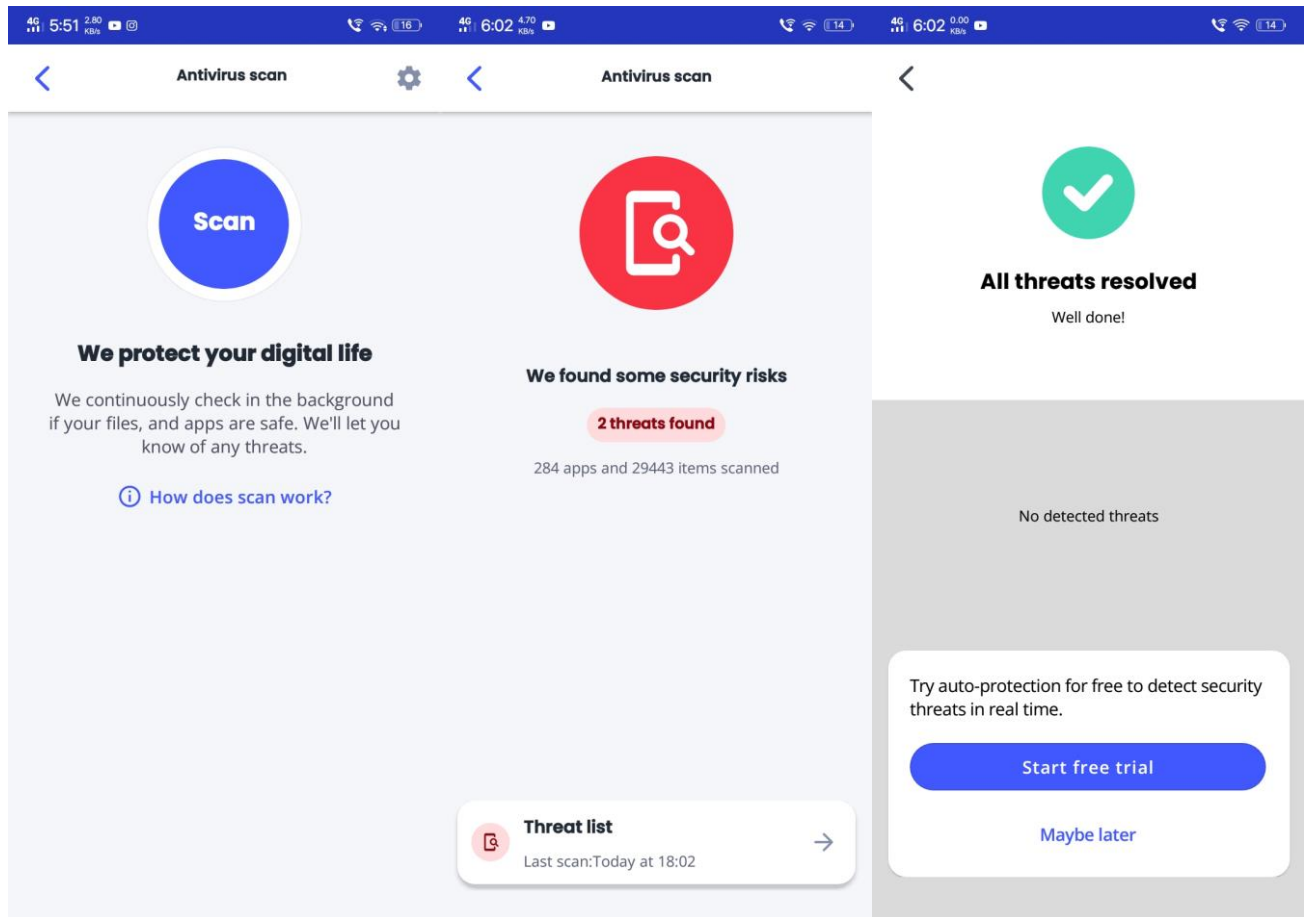 4G 5:51 2.80 KB/s 16
Antivirus scan
Scan
We protect your digital life
We continuously check in the background
if your files, and apps are safe. We'll let you
know of any threats.
How does scan work?
4G 6:02 4.70 KB/s 14
Antivirus scan
We found some security risks
2 threats found
284 apps and 29443 items scanned
Threat list
Last scan:Today at 18:02
4G 6:02 0.00 KB/s 14
All threats resolved
Well done!
No detected threats
Try auto-protection for free to detect security
threats in real time.
Start free trial
Maybe later